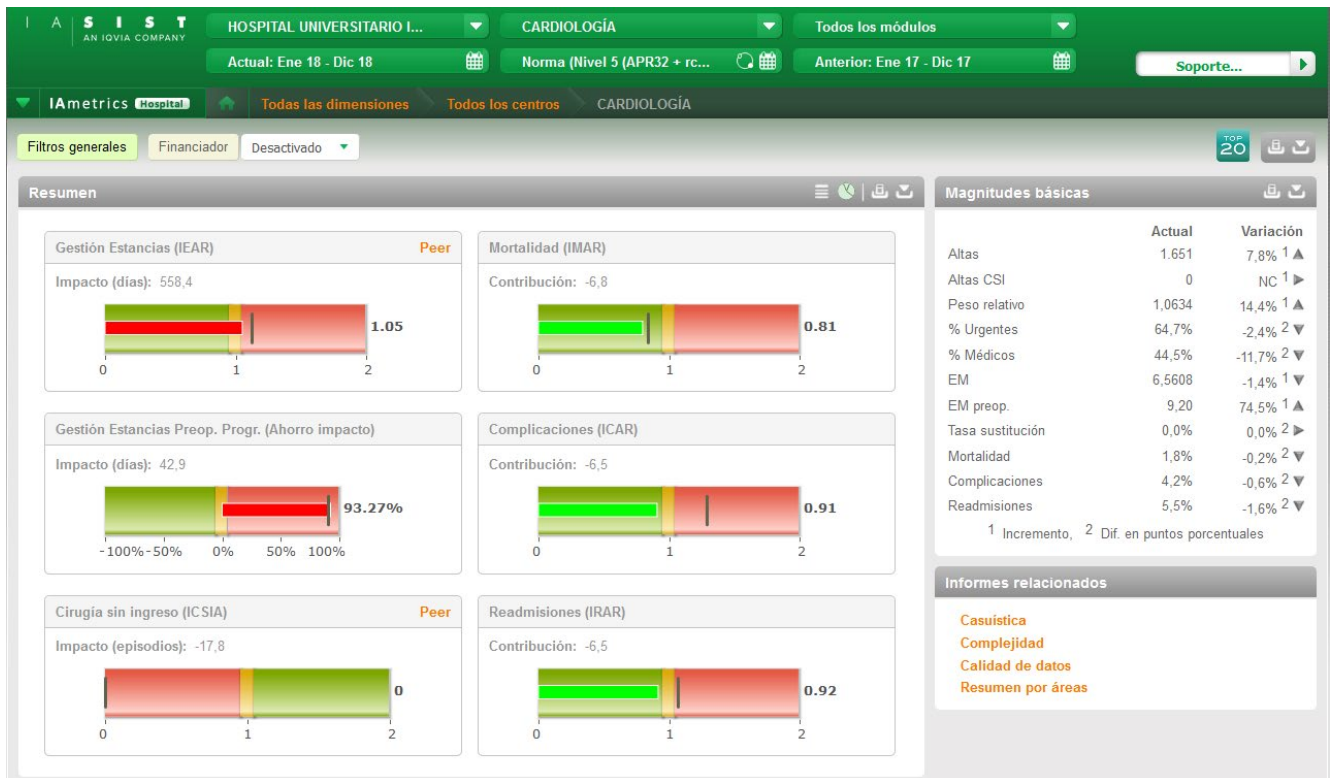 I A S I S T
AN IQVIA COMPANY
HOSPITAL UNIVERSITARIO I...
CARDIOLOGÍA
Todos los módulos
Actual: Ene 18 - Dic 18
Norma (Nivel 5 (APR32 + rc...
Anterior: Ene 17 - Dic 17
Soporte...
IAmetrics Hospital
Todas las dimensiones
Todos los centros
CARDIOLOGÍA
Filtros generales
Financiador
Desactivado
TOP 20
Resumen
Gestión Estancias (IEAR) Peer
Impacto (días): 558,4
1.05
0 1 2
Mortalidad (IMAR)
Contribución: -6,8
0.81
0 1 2
Gestión Estancias Preop. Progr. (Ahorro impacto)
Impacto (días): 42,9
93.27%
-100% -50% 0% 50% 100%
Complicaciones (ICAR)
Contribución: -6,5
0.91
0 1 2
Cirugía sin ingreso (ICSIA) Peer
Impacto (episodios): -17,8
0
0 1 2
Readmisiones (IRAR)
Contribución: -6,5
0.92
0 1 2
Magnitudes básicas
Actual Variación
Altas 1.651 7,8% 1
Altas CSI 0 NC 1
Peso relativo 1,0634 14,4% 1
% Urgentes 64,7% -2,4% 2
% Médicos 44,5% -11,7% 2
EM 6,5608 -1,4% 1
EM preop. 9,20 74,5% 1
Tasa sustitución 0,0% 0,0% 2
Mortalidad 1,8% -0,2% 2
Complicaciones 4,2% -0,6% 2
Readmisiones 5,5% -1,6% 2
1 Incremento, 2 Dif. en puntos porcentuales
Informes relacionados
Casuística
Complejidad
Calidad de datos
Resumen por áreas